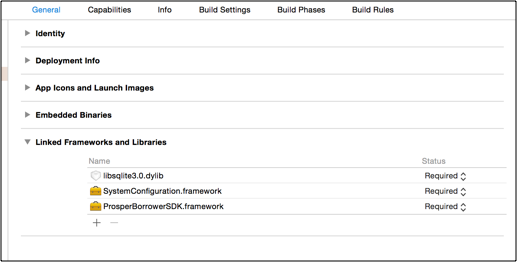 General Capabilities Info Build Settings Build Phases Build Rules
Identity
Deployment Info
App Icons and Launch Images
Embedded Binaries
Linked Frameworks and Libraries
Name Status
libsqlite3.0.dylib Required
SystemConfiguration.framework Required
ProsperBorrowerSDK.framework Required